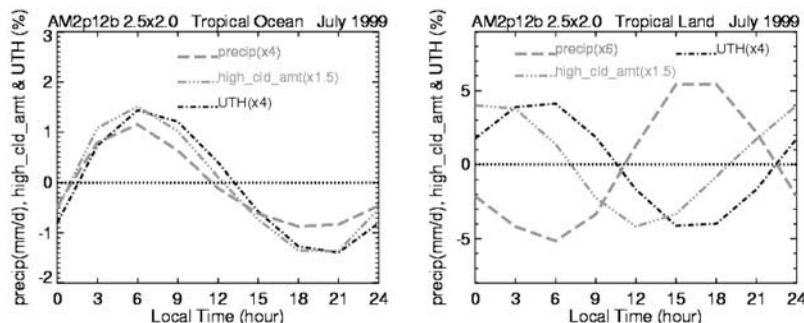 AM2p12b 2.5x2.0 Tropical Ocean July 1999
precip(mm/d), high_cld_amt & UTH (%)
3
2
1
0
-1
-2
precip(x4)
high_cld_amt(x1.5)
UTH(x4)
0 3 6 9 12 15 18 21 24
Local Time (hour)
AM2p12b 2.5x2.0 Tropical Land July 1999
precip(mm/d), high_cld_amt & UTH (%)
5
0
-5
precip(x6)
UTH(x4)
high_cld_amt(x1.5)
0 3 6 9 12 15 18 21 24
Local Time (hour)